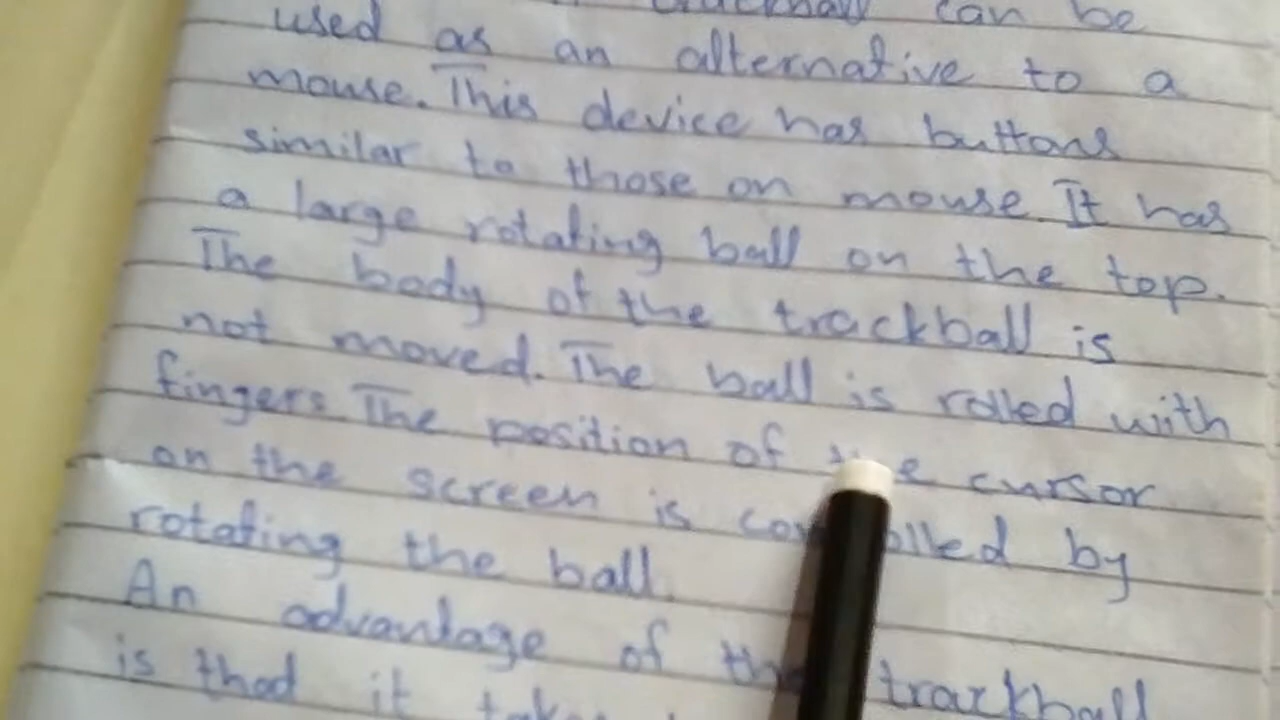 trackball can be
used as an alternative to a
mouse. This device has buttons
similar to those on mouse. It has
a large rotating ball on the top.
The body of the trackball is
not moved. The ball is rolled with
fingers. The position of the cursor
on the screen is controlled by
rotating the ball.
An advantage of the trackball
is that it